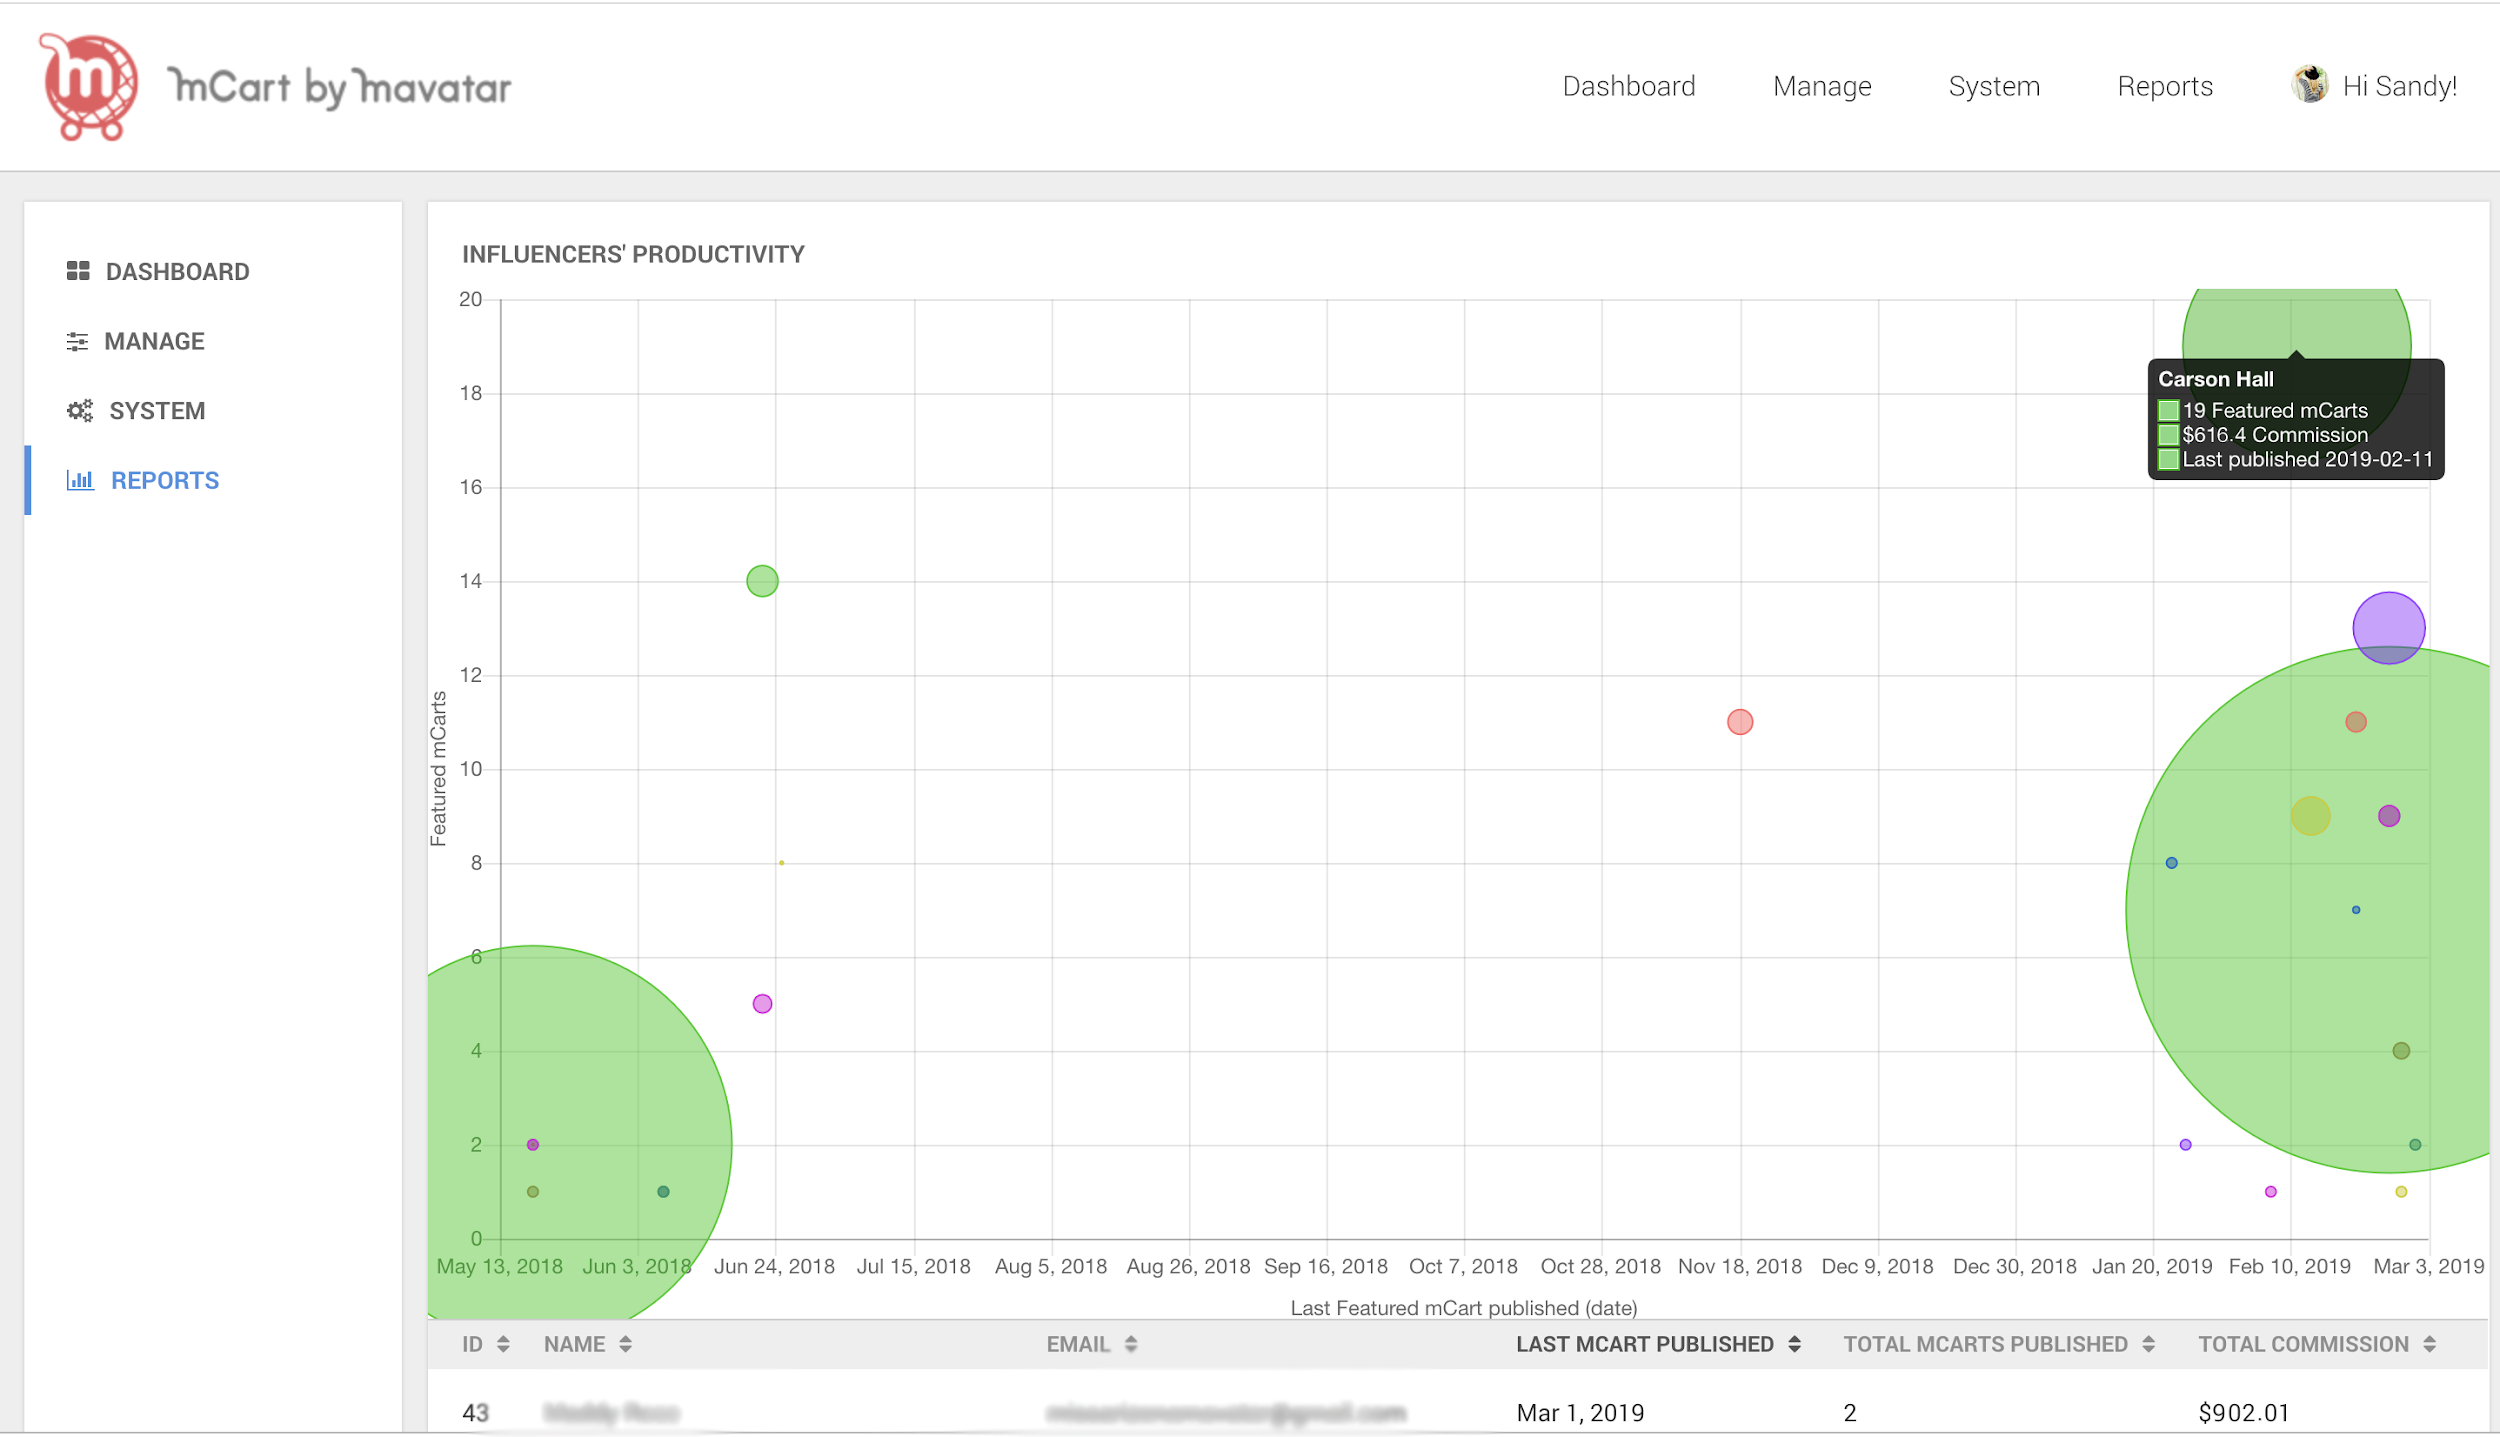 mCart by mavatar
Dashboard Manage System Reports Hi Sandy!
DASHBOARD
MANAGE
SYSTEM
REPORTS
INFLUENCERS' PRODUCTIVITY
20
18
16
14
12
10
8
6
4
2
0
Featured mCarts
Carson Hall
19 Featured mCarts
$616.4 Commission
Last published 2019-02-11
May 13, 2018 Jun 3, 2018 Jun 24, 2018 Jul 15, 2018 Aug 5, 2018 Aug 26, 2018 Sep 16, 2018 Oct 7, 2018 Oct 28, 2018 Nov 18, 2018 Dec 9, 2018 Dec 30, 2018 Jan 20, 2019 Feb 10, 2019 Mar 3, 2019
Last Featured mCart published (date)
ID NAME EMAIL LAST MCART PUBLISHED TOTAL MCARTS PUBLISHED TOTAL COMMISSION
43 Mar 1, 2019 2 $902.01